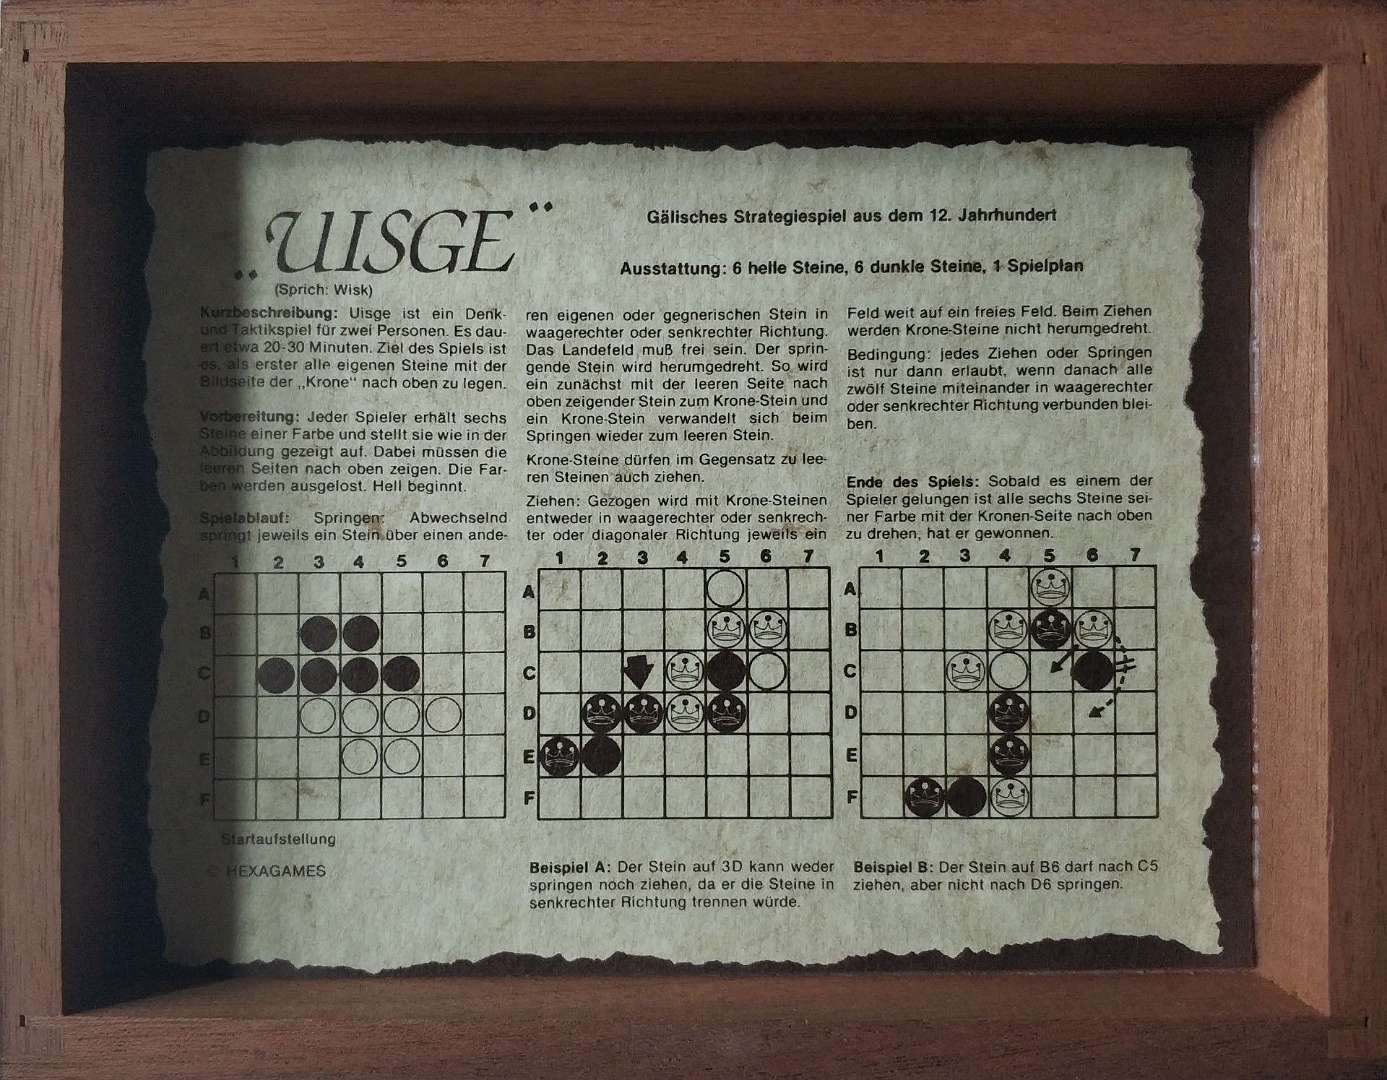 „UISGE”
(Sprich: Wisk)
Gälisches Strategiespiel aus dem 12. Jahrhundert
Ausstattung: 6 helle Steine, 6 dunkle Steine, 1 Spielplan
Kurzbeschreibung: Uisge ist ein Denk-
und Taktikspiel für zwei Personen. Es dau-
ert etwa 20-30 Minuten. Ziel des Spiels ist
es, als erster alle eigenen Steine mit der
Bildseite der „Krone“ nach oben zu legen.
Vorbereitung: Jeder Spieler erhält sechs
Steine einer Farbe und stellt sie wie in der
Abbildung gezeigt auf. Dabei müssen die
leeren Seiten nach oben zeigen. Die Far-
ben werden ausgelost. Hell beginnt.
Spielablauf: Springen: Abwechselnd
springt jeweils ein Stein über einen ande-
ren eigenen oder gegnerischen Stein in
waagerechter oder senkrechter Richtung.
Das Landefeld muß frei sein. Der sprin-
gende Stein wird herumgedreht. So wird
ein zunächst mit der leeren Seite nach
oben zeigender Stein zum Krone-Stein und
ein Krone-Stein verwandelt sich beim
Springen wieder zum leeren Stein.
Krone-Steine dürfen im Gegensatz zu lee-
ren Steinen auch ziehen.
Ziehen: Gezogen wird mit Krone-Steinen
entweder in waagerechter oder senkrech-
ter oder diagonaler Richtung jeweils ein
Feld weit auf ein freies Feld. Beim Ziehen
werden Krone-Steine nicht herumgedreht.
Bedingung: jedes Ziehen oder Springen
ist nur dann erlaubt, wenn danach alle
zwölf Steine miteinander in waagerechter
oder senkrechter Richtung verbunden blei-
ben.
Ende des Spiels: Sobald es einem der
Spieler gelungen ist alle sechs Steine sei-
ner Farbe mit der Kronen-Seite nach oben
zu drehen, hat er gewonnen.
1 2 3 4 5 6 7
A
B
C
D
E
F
Startaufstellung
© HEXAGAMES
1 2 3 4 5 6 7
A
B
C
D
E
F
Beispiel A: Der Stein auf 3D kann weder
springen noch ziehen, da er die Steine in
senkrechter Richtung trennen würde.
1 2 3 4 5 6 7
A
B
C
D
E
F
Beispiel B: Der Stein auf B6 darf nach C5
ziehen, aber nicht nach D6 springen.